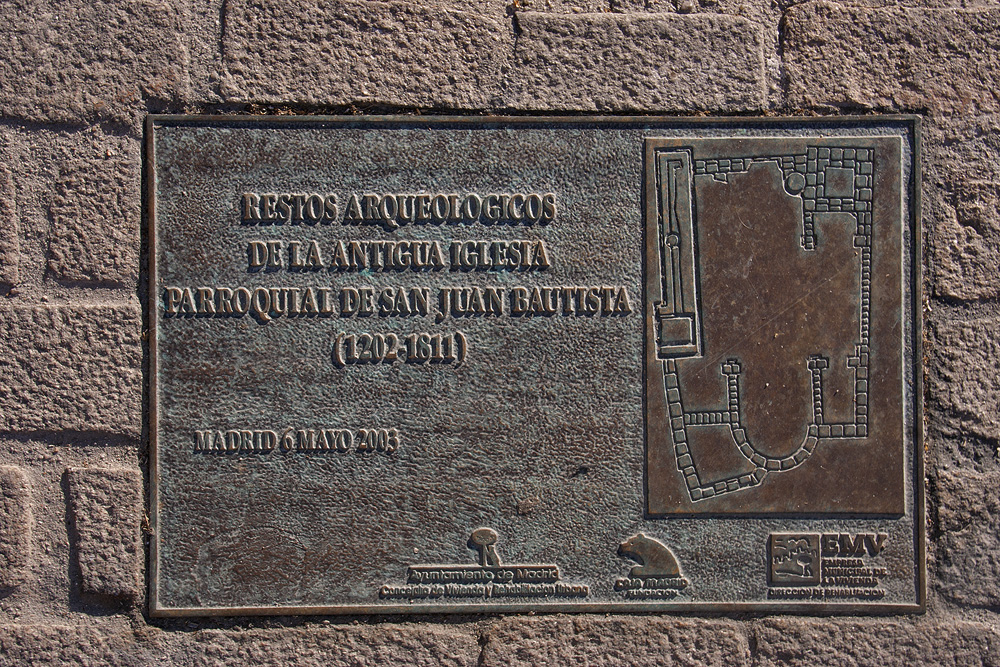 RESTOS ARQUEOLOGICOS
DE LA ANTIGUA IGLESIA
PARROQUIAL DE SAN JUAN BAUTISTA
(1202-1811)
MADRID 6 MAYO 2003
Ayuntamiento de Madrid
Concejalía de Vivienda y Rehabilitación Urbana
CAJA MADRID
FUNDACION
EMV
EMPRESA
MUNICIPAL DE
LA VIVIENDA
DIRECCION DE REHABILITACION